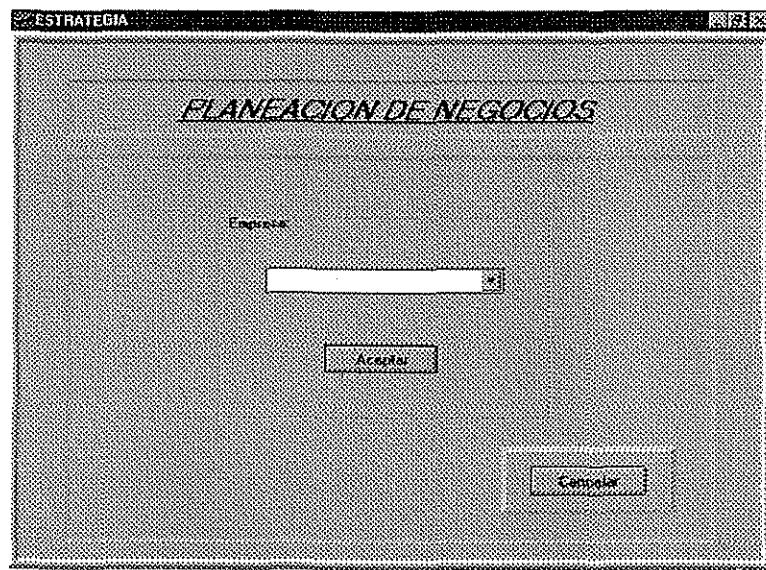 ESTRATEGIA
PLANEACION DE NEGOCIOS
Empresa:
Aceptar
Cancelar